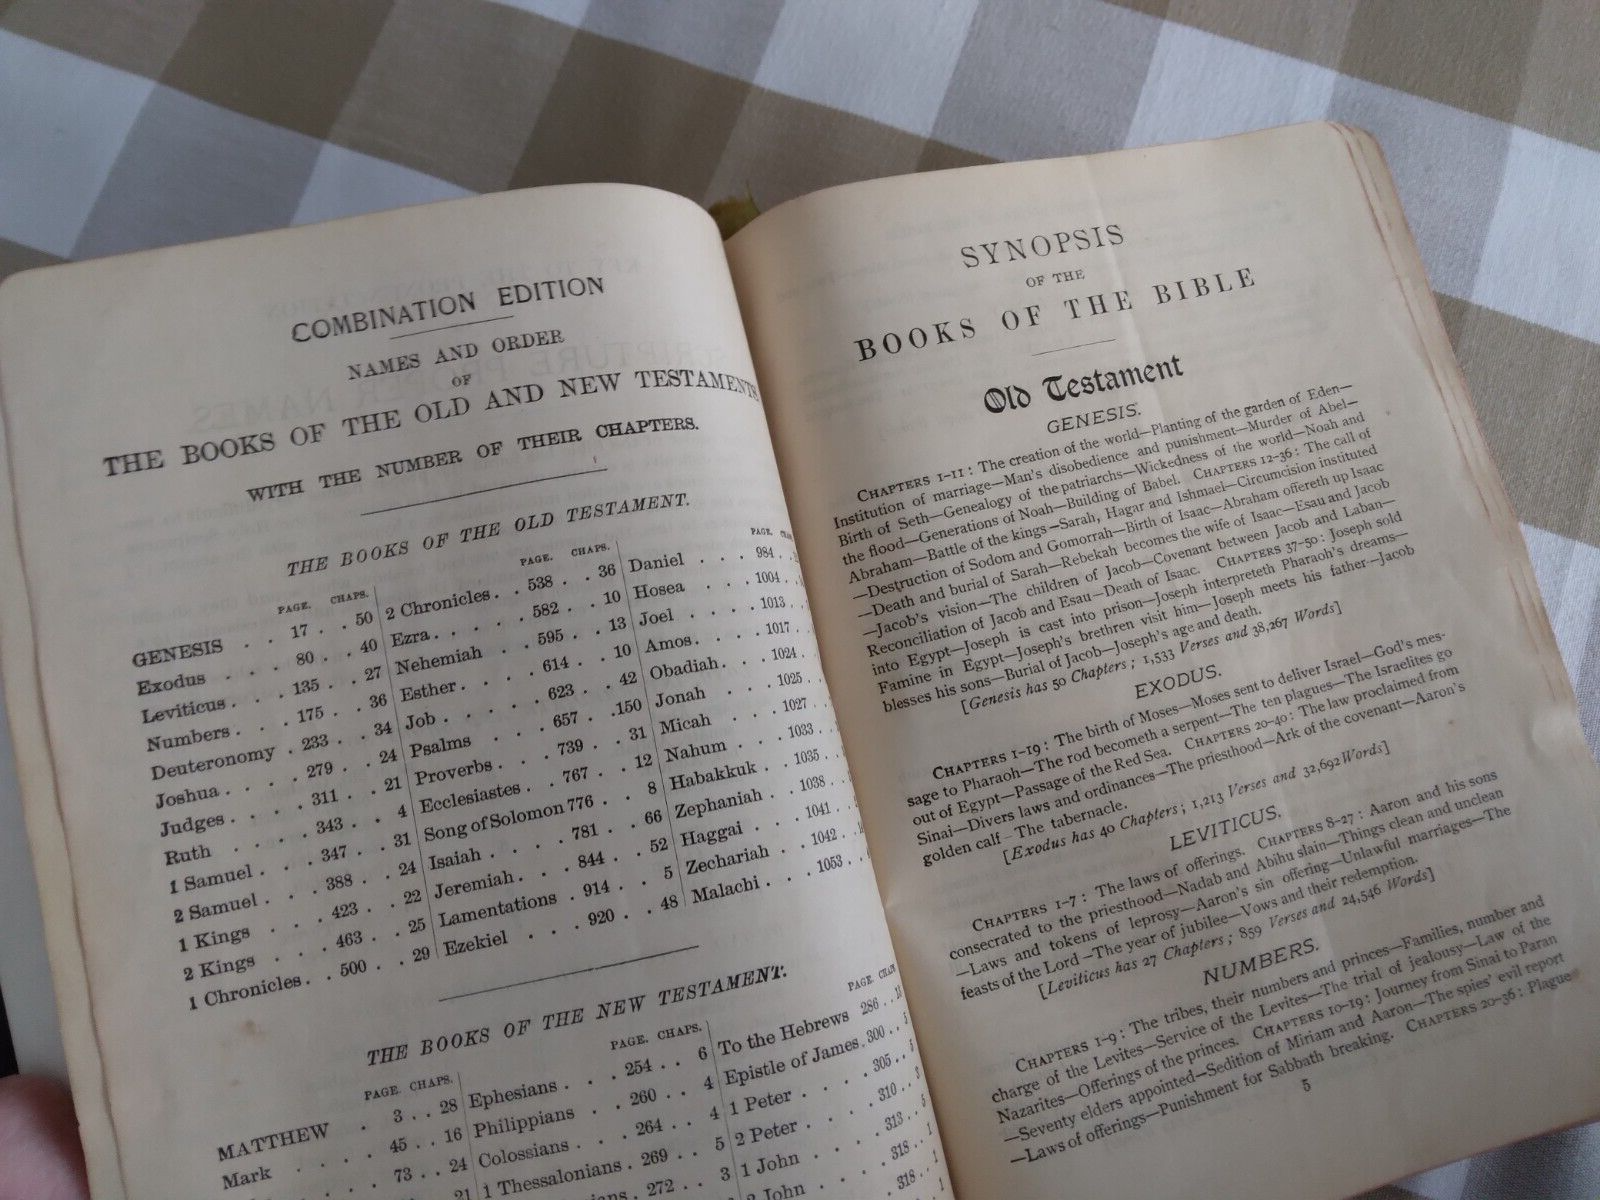 COMBINATION EDITION
NAMES AND ORDER
OF
THE BOOKS OF THE OLD AND NEW TESTAMENTS
WITH THE NUMBER OF THEIR CHAPTERS.
THE BOOKS OF THE OLD TESTAMENT.
PAGE. CHAPS.
GENESIS . 17 . . 50
Exodus . . . 80 . . 40
Leviticus . . 135 . . 27
Numbers . . . 175 . . 36
Deuteronomy . 233 . . 34
Joshua . . . 279 . . 24
Judges . . . 311 . . 21
Ruth . . . . 343 . . 4
1 Samuel . . 347 . . 31
2 Samuel . . 388 . . 24
1 Kings . . . 423 . . 22
2 Kings . . . 463 . . 25
1 Chronicles . . 500 . . 29
PAGE. CHAPS.
2 Chronicles . . 538 . . 36
Ezra . . . . . 582 . . 10
Nehemiah . . . 595 . . 13
Esther . . . . 614 . . 10
Job . . . . . 623 . . 42
Psalms . . . 657 . .150
Proverbs . . . 739 . . 31
Ecclesiastes . . 767 . . 12
Song of Solomon 776 . . 8
Isaiah . . . . 781 . . 66
Jeremiah . . . 844 . . 52
Lamentations . 914 . . 5
Ezekiel . . . 920 . . 48
PAGE.
Daniel . . . 984
Hosea . . . 1004
Joel . . . . 1013
Amos . . . . 1017
Obadiah . . . 1024
Jonah . . . 1025
Micah . . . 1027
Nahum . . . 1033
Habakkuk . . 1035
Zephaniah . . 1038
Haggai . . . 1041
Zechariah . . 1042
Malachi . . . 1053
THE BOOKS OF THE NEW TESTAMENT.
PAGE. CHAPS.
MATTHEW . 3 . . 28
Mark . . . . 45 . . 16
73 . . 24
21
PAGE. CHAPS.
Ephesians . . . 254 . . 6
Philippians . . 260 . . 4
Colossians . . 264 . . 4
1 Thessalonians . 269 . . 5
272 . . 3
PAGE.
To the Hebrews 286
Epistle of James . 300 . . 5
1 Peter . . . 305 . . 5
2 Peter . . . 310 . . 3
1 John . . . 313 . . 5
2 John . . . 318 . . 1
318 . . 1
SYNOPSIS
OF THE
BOOKS OF THE BIBLE
Old Testament
GENESIS.
CHAPTERS 1-11: The creation of the world—Planting of the garden of Eden—
Institution of marriage—Man's disobedience and punishment—Murder of Abel—
Birth of Seth—Genealogy of the patriarchs—Wickedness of the world—Noah and
the flood—Generations of Noah—Building of Babel. CHAPTERS 12-36: The call of
Abraham—Battle of the kings—Sarah, Hagar and Ishmael—Circumcision instituted
—Destruction of Sodom and Gomorrah—Birth of Isaac—Abraham offereth up Isaac
—Death and burial of Sarah—Rebekah becomes the wife of Isaac—Esau and Jacob
—Jacob's vision—The children of Jacob—Covenant between Jacob and Laban—
Reconciliation of Jacob and Esau—Death of Isaac. CHAPTERS 37-50: Joseph sold
into Egypt—Joseph is cast into prison—Joseph interpreteth Pharaoh's dreams—
Famine in Egypt—Joseph's brethren visit him—Joseph meets his father—Jacob
blesses his sons—Burial of Jacob—Joseph's age and death.
[Genesis has 50 Chapters; 1,533 Verses and 38,267 Words]
EXODUS.
CHAPTERS 1-19: The birth of Moses—Moses sent to deliver Israel—God's mes-
sage to Pharaoh—The rod becometh a serpent—The ten plagues—The Israelites go
out of Egypt—Passage of the Red Sea. CHAPTERS 20-40: The law proclaimed from
Sinai—Divers laws and ordinances—The priesthood—Ark of the covenant—Aaron's
golden calf—The tabernacle.
[Exodus has 40 Chapters; 1,213 Verses and 32,692 Words]
LEVITICUS.
CHAPTERS 1-7: The laws of offerings. CHAPTERS 8-27: Aaron and his sons
consecrated to the priesthood—Nadab and Abihu slain—Things clean and unclean
—Laws and tokens of leprosy—Aaron's sin offering—Unlawful marriages—The
feasts of the Lord—The year of jubilee—Vows and their redemption.
[Leviticus has 27 Chapters; 859 Verses and 24,546 Words]
NUMBERS.
CHAPTERS 1-9: The tribes, their numbers and princes—Families, number and
charge of the Levites—Service of the Levites—The trial of jealousy—Law of the
Nazarites—Offerings of the princes. CHAPTERS 10-19: Journey from Sinai to Paran
—Seventy elders appointed—Sedition of Miriam and Aaron—The spies' evil report
—Laws of offerings—Punishment for Sabbath breaking. CHAPTERS 20-36: Plague
5